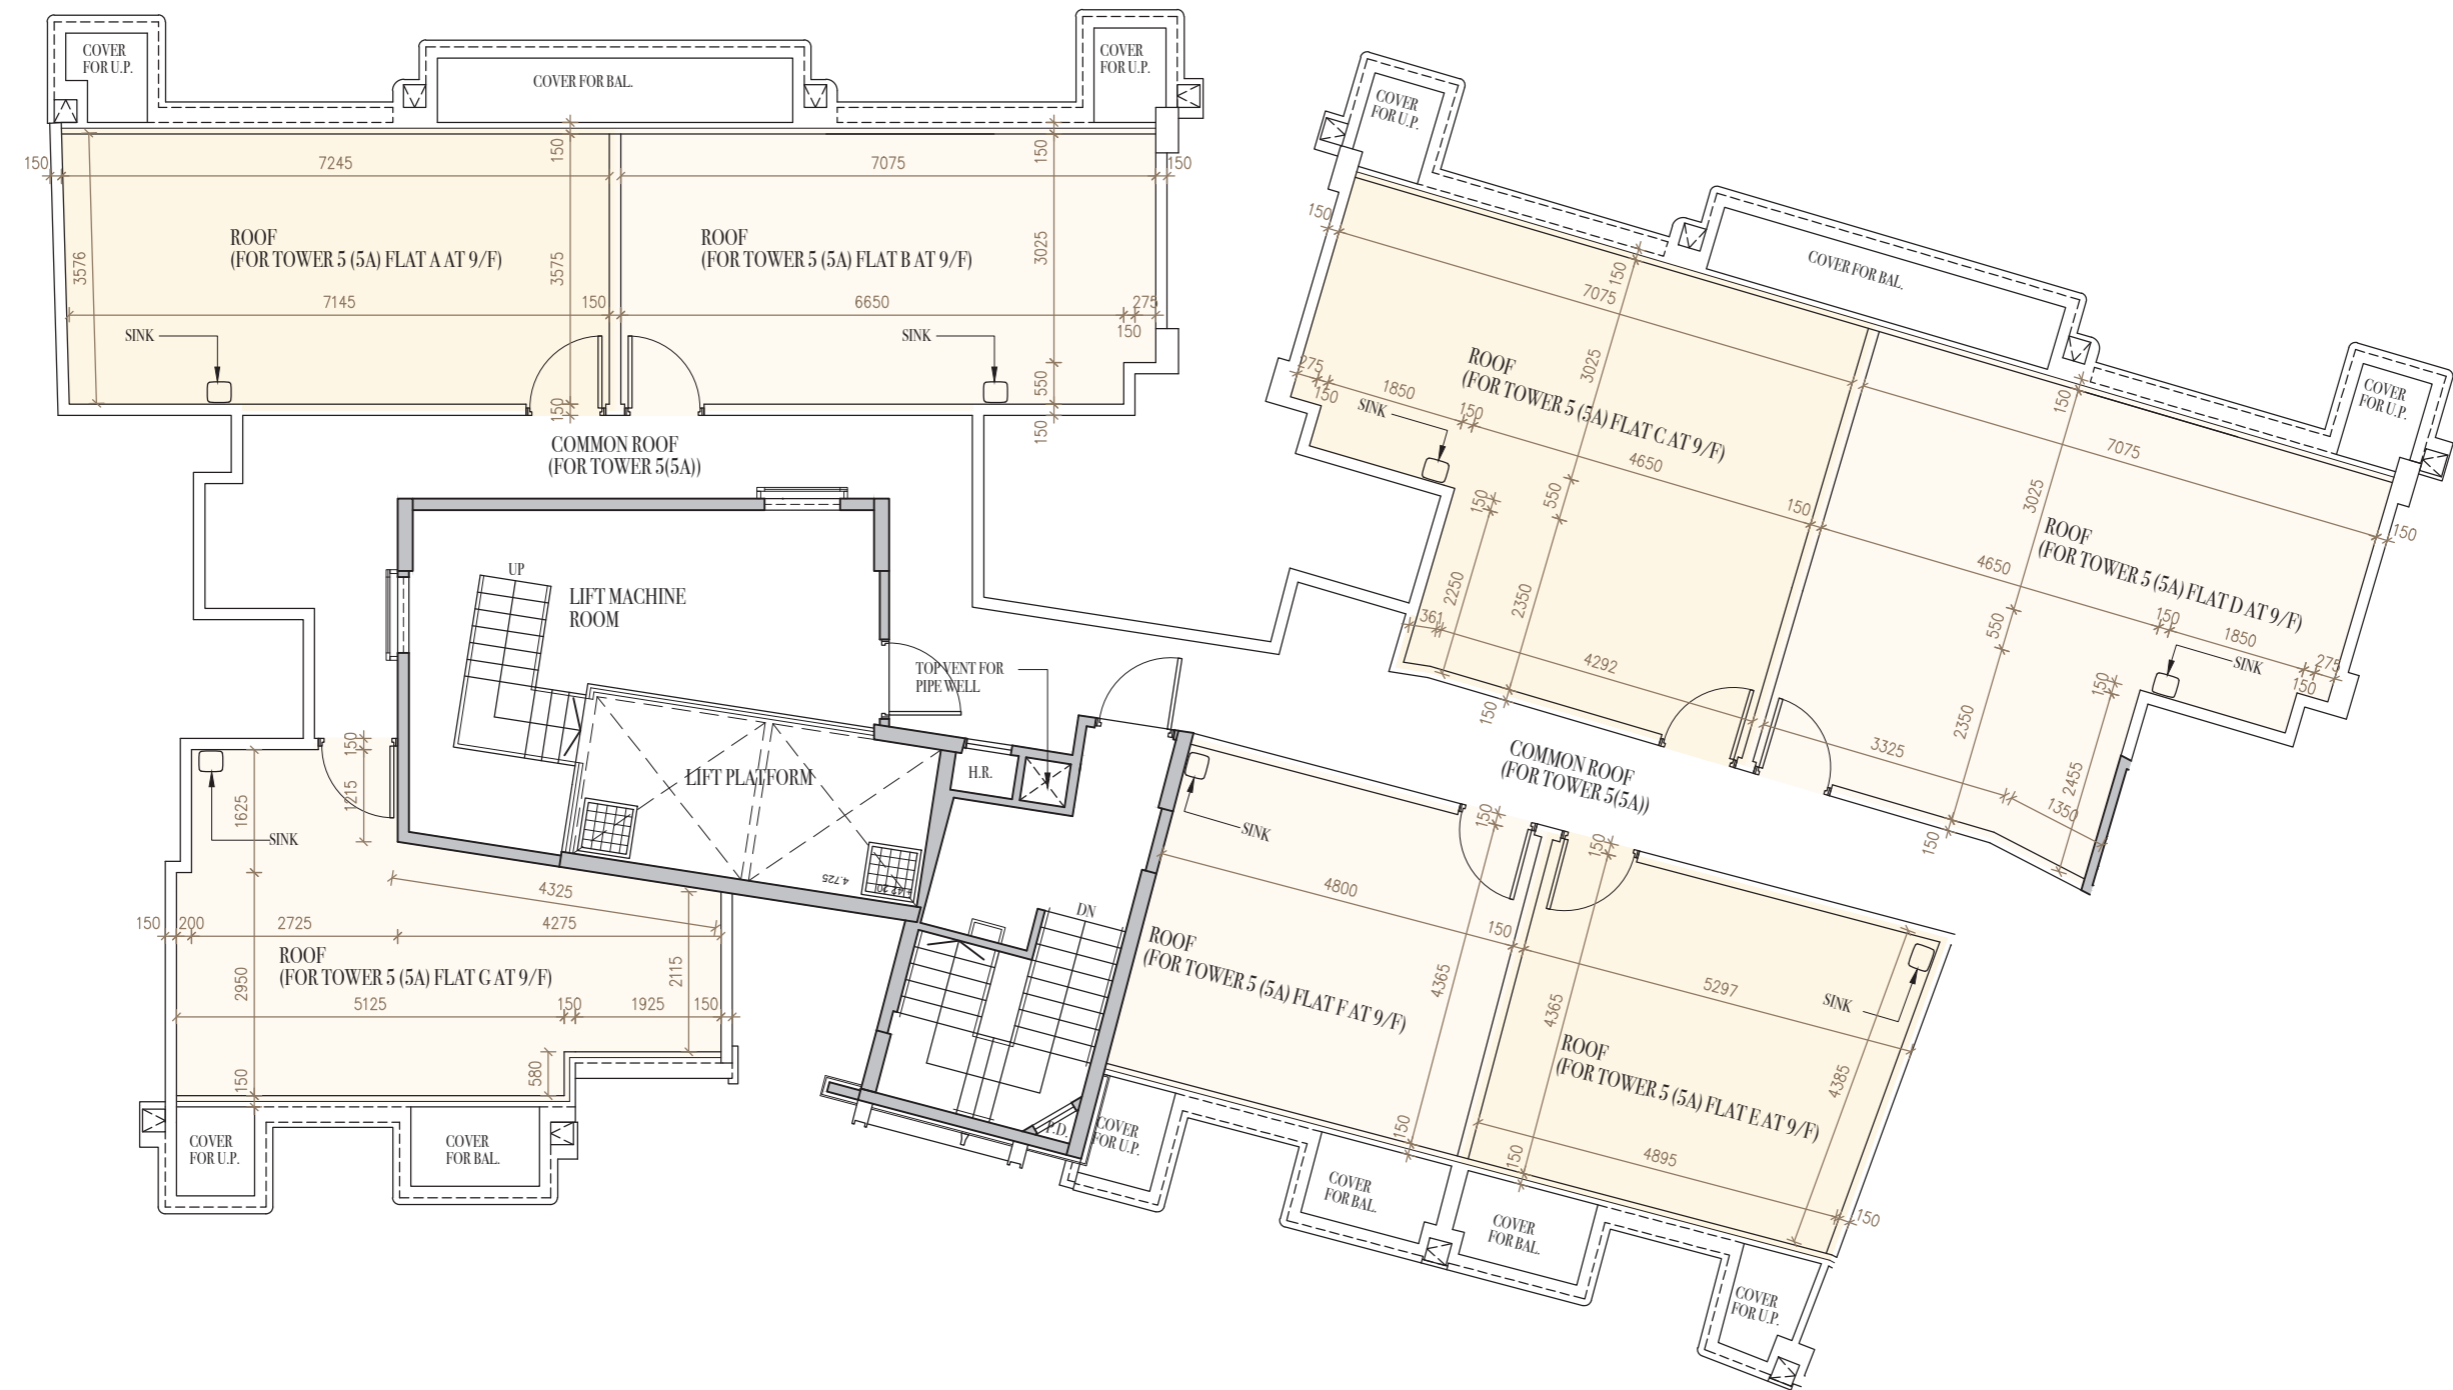 COVER
FOR U.P.
COVER FOR BAL.
COVER
FOR U.P.
150
7245
150
7075
150
150
ROOF
(FOR TOWER 5 (5A) FLAT A AT 9/F)
3576
3575
7145
150
SINK
150
ROOF
(FOR TOWER 5 (5A) FLAT B AT 9/F)
3025
6650
275
150
SINK
550
150
COMMON ROOF
(FOR TOWER 5(5A))
COVER
FOR U.P.
COVER FOR BAL.
COVER
FOR U.P.
150
150
7075
3025
ROOF
(FOR TOWER 5 (5A) FLAT C AT 9/F)
275
150
1850
150
SINK
4650
150
550
150
2250
2350
361
4292
150
150
7075
150
3025
ROOF
(FOR TOWER 5 (5A) FLAT D AT 9/F)
4650
150
1850
275
150
SINK
550
150
2350
2455
3325
1350
150
UP
LIFT MACHINE
ROOM
TOP VENT FOR
PIPE WELL
LIFT PLATFORM
H.R.
4.725
DN
P.D.
COMMON ROOF
(FOR TOWER 5(5A))
150
1215
1625
SINK
4325
150
200
2725
4275
ROOF
(FOR TOWER 5 (5A) FLAT G AT 9/F)
2950
2115
5125
150
1925
150
580
150
COVER
FOR U.P.
COVER
FOR BAL.
SINK
150
4800
150
ROOF
(FOR TOWER 5 (5A) FLAT F AT 9/F)
4365
150
COVER
FOR U.P.
COVER
FOR BAL.
150
5297
SINK
4365
ROOF
(FOR TOWER 5 (5A) FLAT E AT 9/F)
4385
4895
150
150
COVER
FOR BAL.
COVER
FOR U.P.